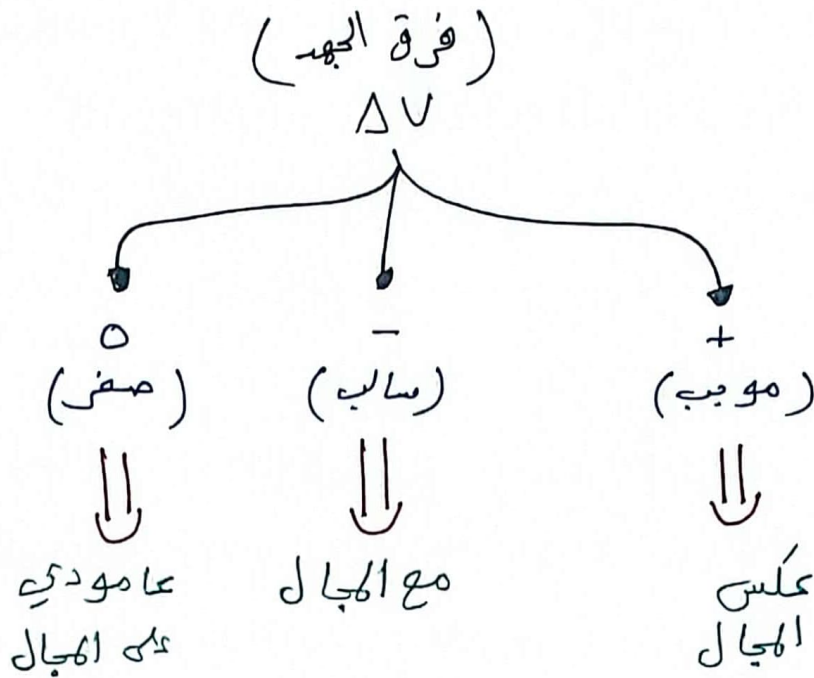 (فرق الجهد)
ΔV
+ - 0
(موجب) (سالب) (صفر)
عكس المجال
مع المجال
عامودي على المجال